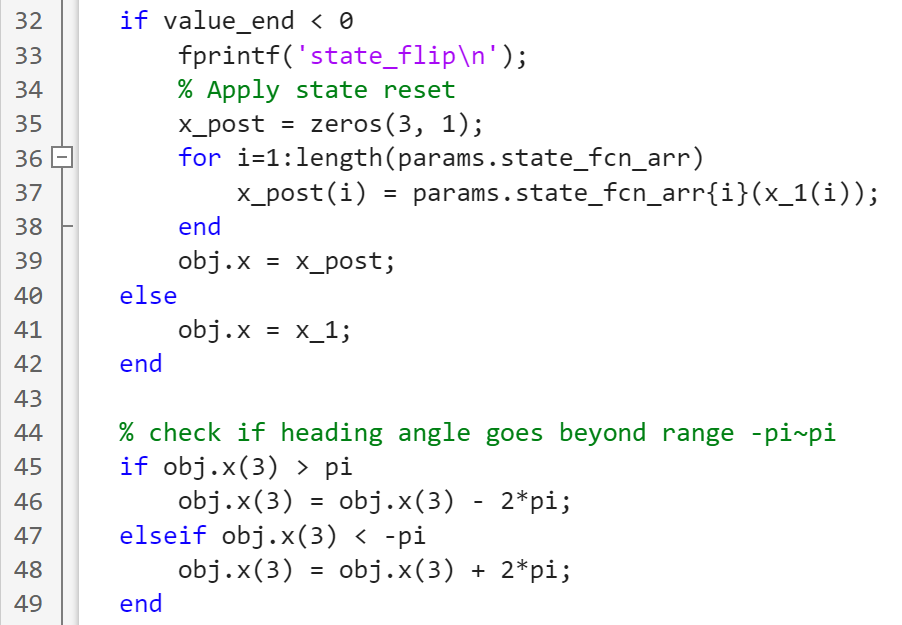 32 if value_end < 0
33 fprintf('state_flip\n');
34 % Apply state reset
35 x_post = zeros(3, 1);
36 for i=1:length(params.state_fcn_arr)
37 x_post(i) = params.state_fcn_arr{i}(x_1(i));
38 end
39 obj.x = x_post;
40 else
41 obj.x = x_1;
42 end
43
44 % check if heading angle goes beyond range -pi~pi
45 if obj.x(3) > pi
46 obj.x(3) = obj.x(3) - 2*pi;
47 elseif obj.x(3) < -pi
48 obj.x(3) = obj.x(3) + 2*pi;
49 end